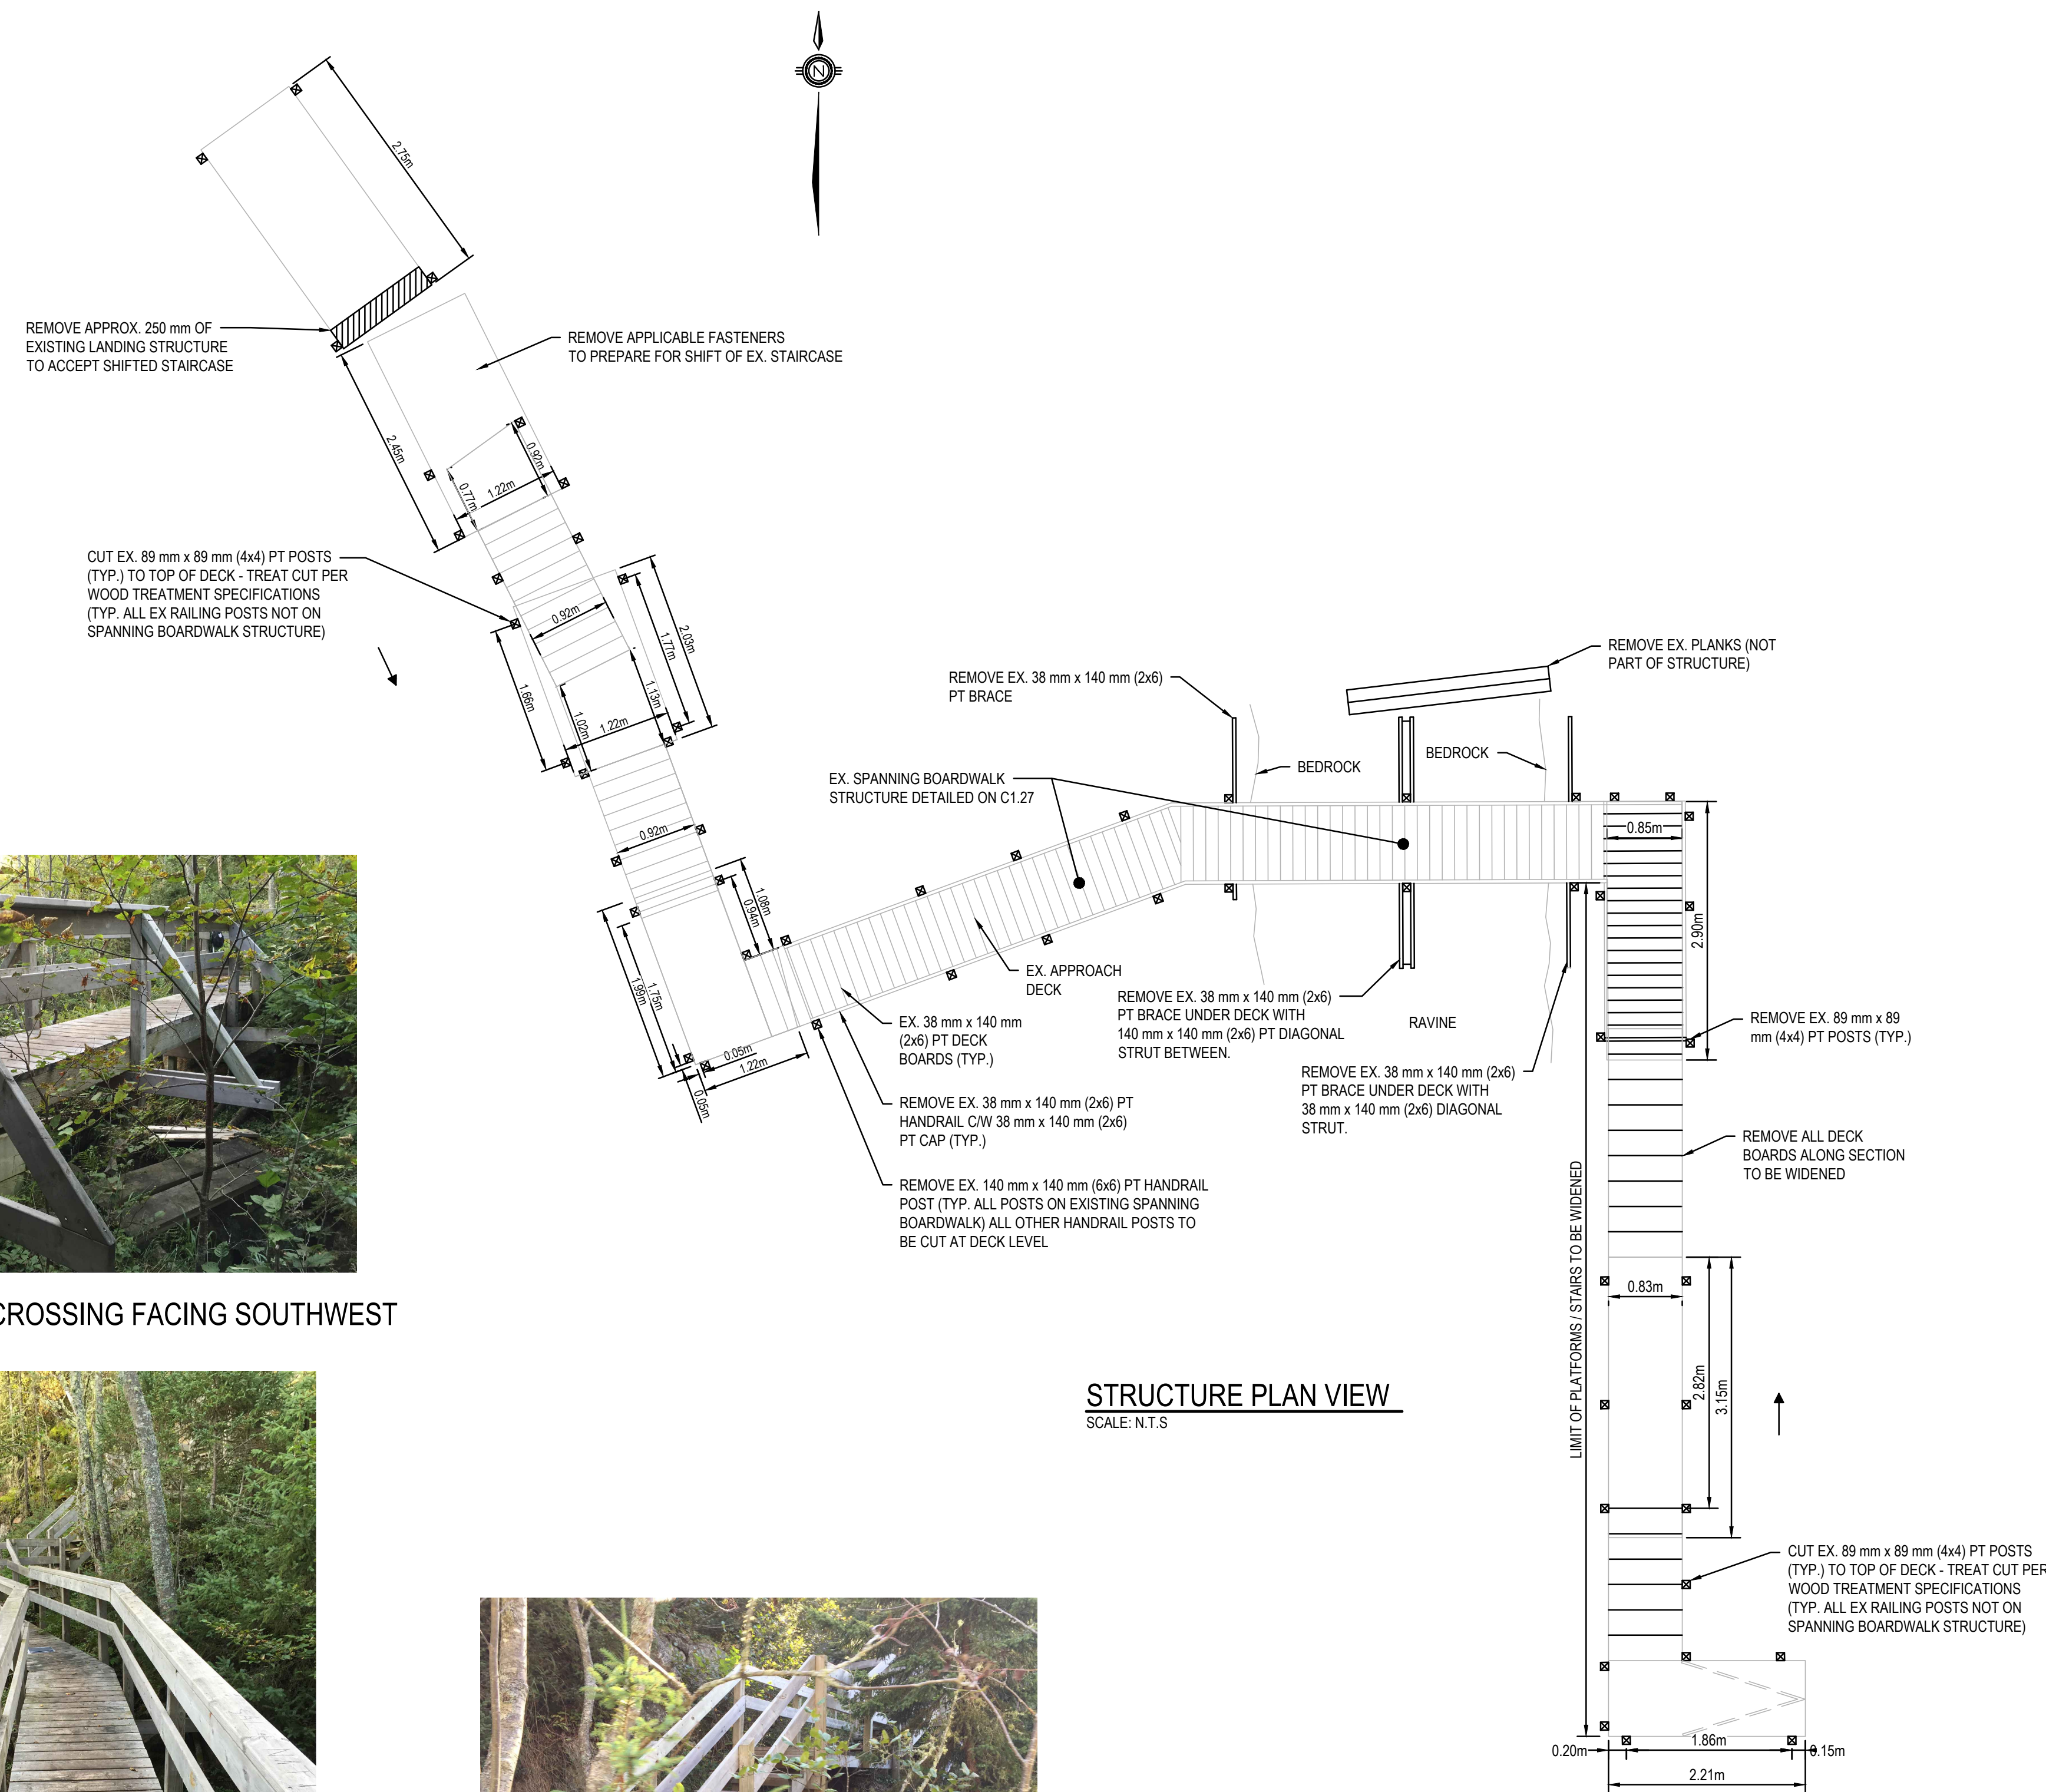 N
2.75m
REMOVE APPROX. 250 mm OF
EXISTING LANDING STRUCTURE
TO ACCEPT SHIFTED STAIRCASE
REMOVE APPLICABLE FASTENERS
TO PREPARE FOR SHIFT OF EX. STAIRCASE
2.45m
0.92m
1.22m
0.77m
CUT EX. 89 mm x 89 mm (4x4) PT POSTS
(TYP.) TO TOP OF DECK - TREAT CUT PER
WOOD TREATMENT SPECIFICATIONS
(TYP. ALL EX RAILING POSTS NOT ON
SPANNING BOARDWALK STRUCTURE)
0.92m
1.77m
2.03m
1.66m
1.13m
1.02m
1.22m
REMOVE EX. PLANKS (NOT
PART OF STRUCTURE)
REMOVE EX. 38 mm x 140 mm (2x6)
PT BRACE
BEDROCK
BEDROCK
EX. SPANNING BOARDWALK
STRUCTURE DETAILED ON C1.27
0.92m
0.85m
1.08m
0.94m
2.90m
1.99m
1.75m
0.05m
1.22m
0.05m
EX. APPROACH
DECK
EX. 38 mm x 140 mm
(2x6) PT DECK
BOARDS (TYP.)
REMOVE EX. 38 mm x 140 mm (2x6)
PT BRACE UNDER DECK WITH
140 mm x 140 mm (2x6) PT DIAGONAL
STRUT BETWEEN.
RAVINE
REMOVE EX. 89 mm x 89
mm (4x4) PT POSTS (TYP.)
REMOVE EX. 38 mm x 140 mm (2x6)
PT BRACE UNDER DECK WITH
38 mm x 140 mm (2x6) DIAGONAL
STRUT.
REMOVE EX. 38 mm x 140 mm (2x6) PT
HANDRAIL C/W 38 mm x 140 mm (2x6)
PT CAP (TYP.)
REMOVE ALL DECK
BOARDS ALONG SECTION
TO BE WIDENED
REMOVE EX. 140 mm x 140 mm (6x6) PT HANDRAIL
POST (TYP. ALL POSTS ON EXISTING SPANNING
BOARDWALK) ALL OTHER HANDRAIL POSTS TO
BE CUT AT DECK LEVEL
LIMIT OF PLATFORMS / STAIRS TO BE WIDENED
0.83m
2.82m
3.15m
CROSSING FACING SOUTHWEST
STRUCTURE PLAN VIEW
SCALE: N.T.S
CUT EX. 89 mm x 89 mm (4x4) PT POSTS
(TYP.) TO TOP OF DECK - TREAT CUT PER
WOOD TREATMENT SPECIFICATIONS
(TYP. ALL EX RAILING POSTS NOT ON
SPANNING BOARDWALK STRUCTURE)
0.20m
1.86m
0.15m
2.21m